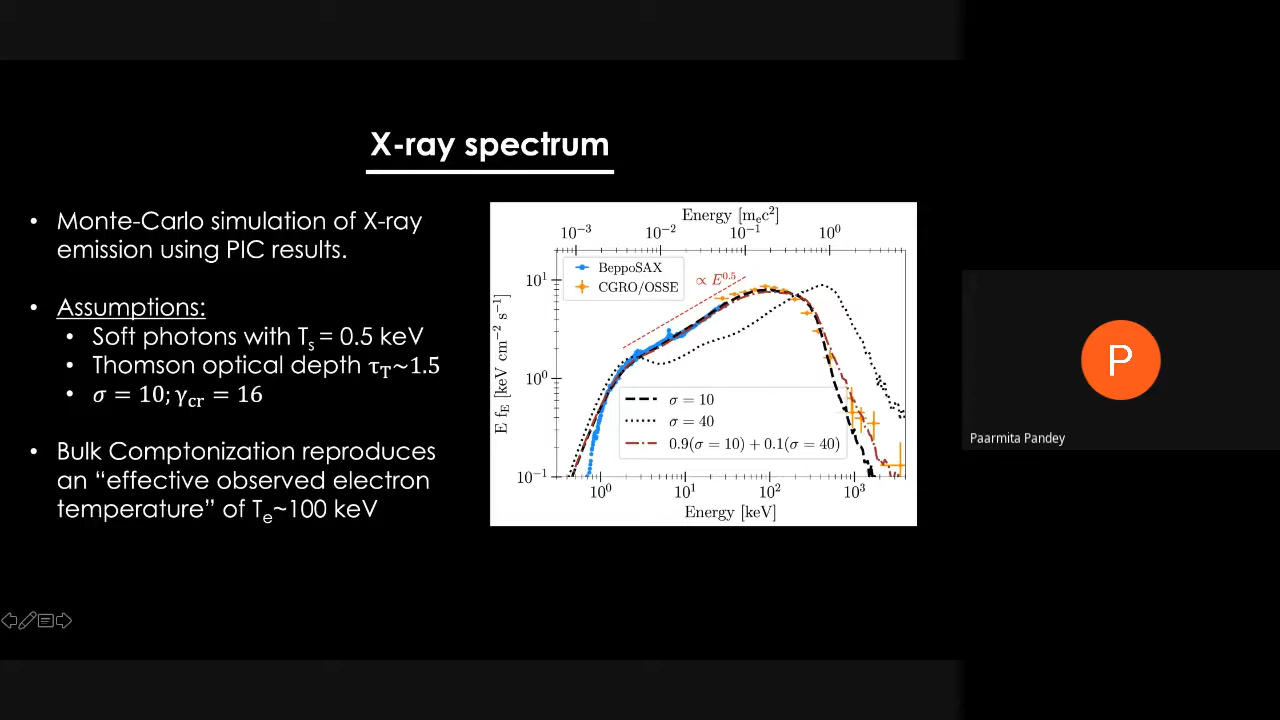 X-ray spectrum
• Monte-Carlo simulation of X-ray
emission using PIC results.
• Assumptions:
• Soft photons with Tₛ = 0.5 keV
• Thomson optical depth τ_T~1.5
• σ = 10; γ_cr = 16
• Bulk Comptonization reproduces
an “effective observed electron
temperature” of Tₑ~100 keV
Energy [mₑc²]
10⁻³ 10⁻² 10⁻¹ 10⁰
BeppoSAX
CGRO/OSSE
∝ E⁰·⁵
10¹
10⁰
10⁻¹
E f_E [keV cm⁻² s⁻¹]
σ = 10
σ = 40
0.9(σ = 10) + 0.1(σ = 40)
10⁰ 10¹ 10² 10³
Energy [keV]
P
Paarmita Pandey